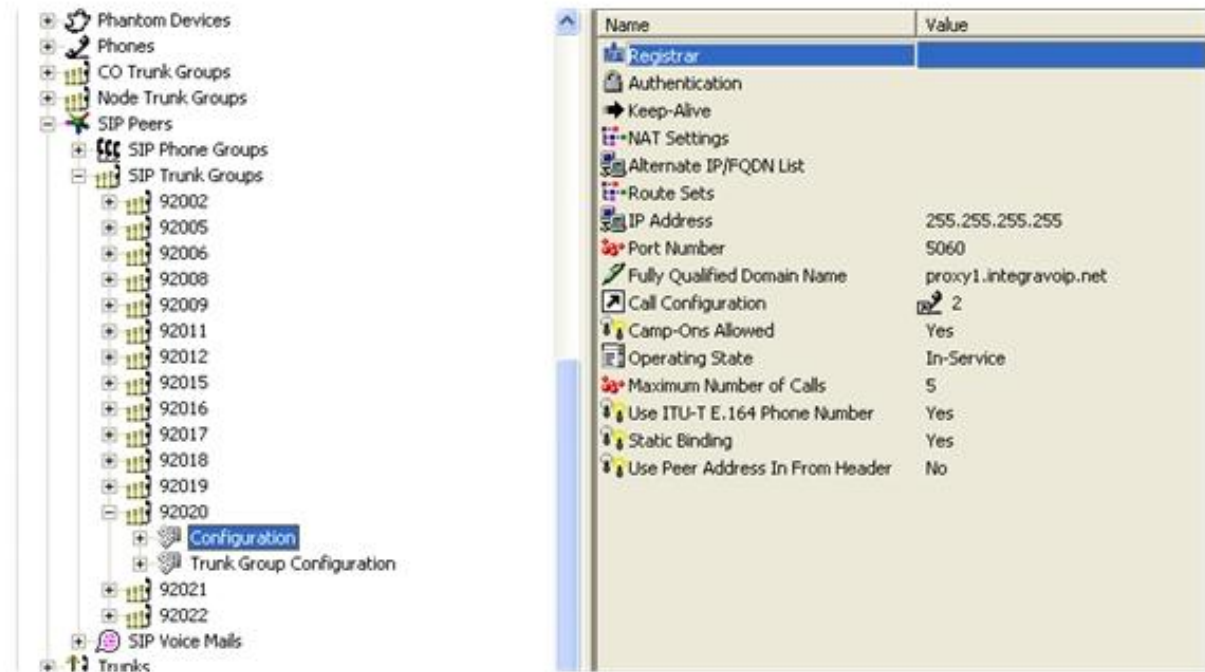 Phantom Devices
Phones
CO Trunk Groups
Node Trunk Groups
SIP Peers
SIP Phone Groups
SIP Trunk Groups
92002
92005
92006
92008
92009
92011
92012
92015
92016
92017
92018
92019
92020
Configuration
Trunk Group Configuration
92021
92022
SIP Voice Mails
Trunks
Name Value
Registrar
Authentication
Keep-Alive
NAT Settings
Alternate IP/FQDN List
Route Sets
IP Address 255.255.255.255
Port Number 5060
Fully Qualified Domain Name proxy1.integravoip.net
Call Configuration 2
Camp-Ons Allowed Yes
Operating State In-Service
Maximum Number of Calls 5
Use ITU-T E.164 Phone Number Yes
Static Binding Yes
Use Peer Address In From Header No